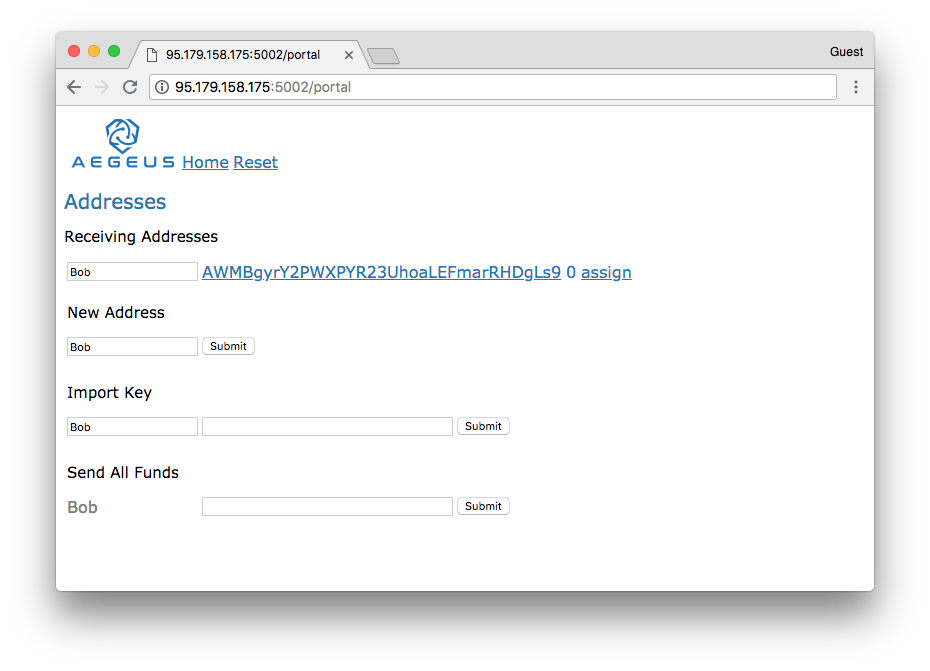 95.179.158.175:5002/portal
Guest
95.179.158.175:5002/portal
AEGEUS Home Reset
Addresses
Receiving Addresses
Bob AWMBgyrY2PWXPYR23UhoaLEFmarRHDgLs9 0 assign
New Address
Bob Submit
Import Key
Bob Submit
Send All Funds
Bob Submit